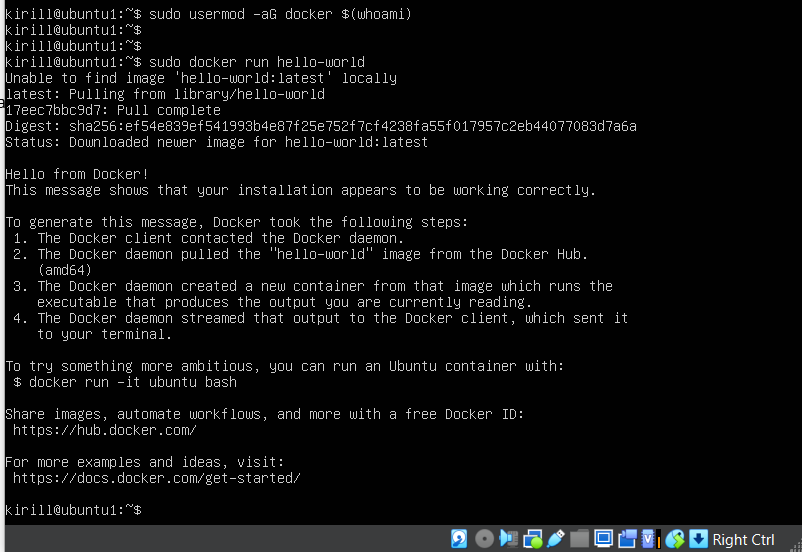 kirill@ubuntu1:~$ sudo usermod -aG docker $(whoami)
kirill@ubuntu1:~$
kirill@ubuntu1:~$
kirill@ubuntu1:~$ sudo docker run hello-world
Unable to find image 'hello-world:latest' locally
latest: Pulling from library/hello-world
17eec7bbc9d7: Pull complete
Digest: sha256:ef54e839ef541993b4e87f25e752f7cf4238fa55f017957c2eb44077083d7a6a
Status: Downloaded newer image for hello-world:latest

Hello from Docker!
This message shows that your installation appears to be working correctly.

To generate this message, Docker took the following steps:
 1. The Docker client contacted the Docker daemon.
 2. The Docker daemon pulled the "hello-world" image from the Docker Hub.
    (amd64)
 3. The Docker daemon created a new container from that image which runs the
    executable that produces the output you are currently reading.
 4. The Docker daemon streamed that output to the Docker client, which sent it
    to your terminal.

To try something more ambitious, you can run an Ubuntu container with:
 $ docker run -it ubuntu bash

Share images, automate workflows, and more with a free Docker ID:
 https://hub.docker.com/

For more examples and ideas, visit:
 https://docs.docker.com/get-started/

kirill@ubuntu1:~$
Right Ctrl